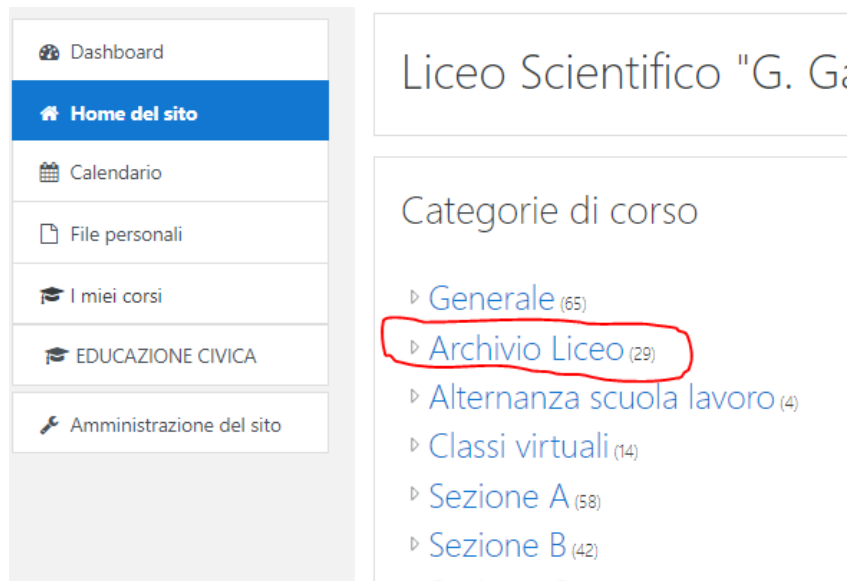 Dashboard
Home del sito
Calendario
File personali
I miei corsi
EDUCAZIONE CIVICA
Amministrazione del sito
Liceo Scientifico "G.
Categorie di corso
Generale (65)
Archivio Liceo (29)
Alternanza scuola lavoro (4)
Classi virtuali (14)
Sezione A (58)
Sezione B (42)